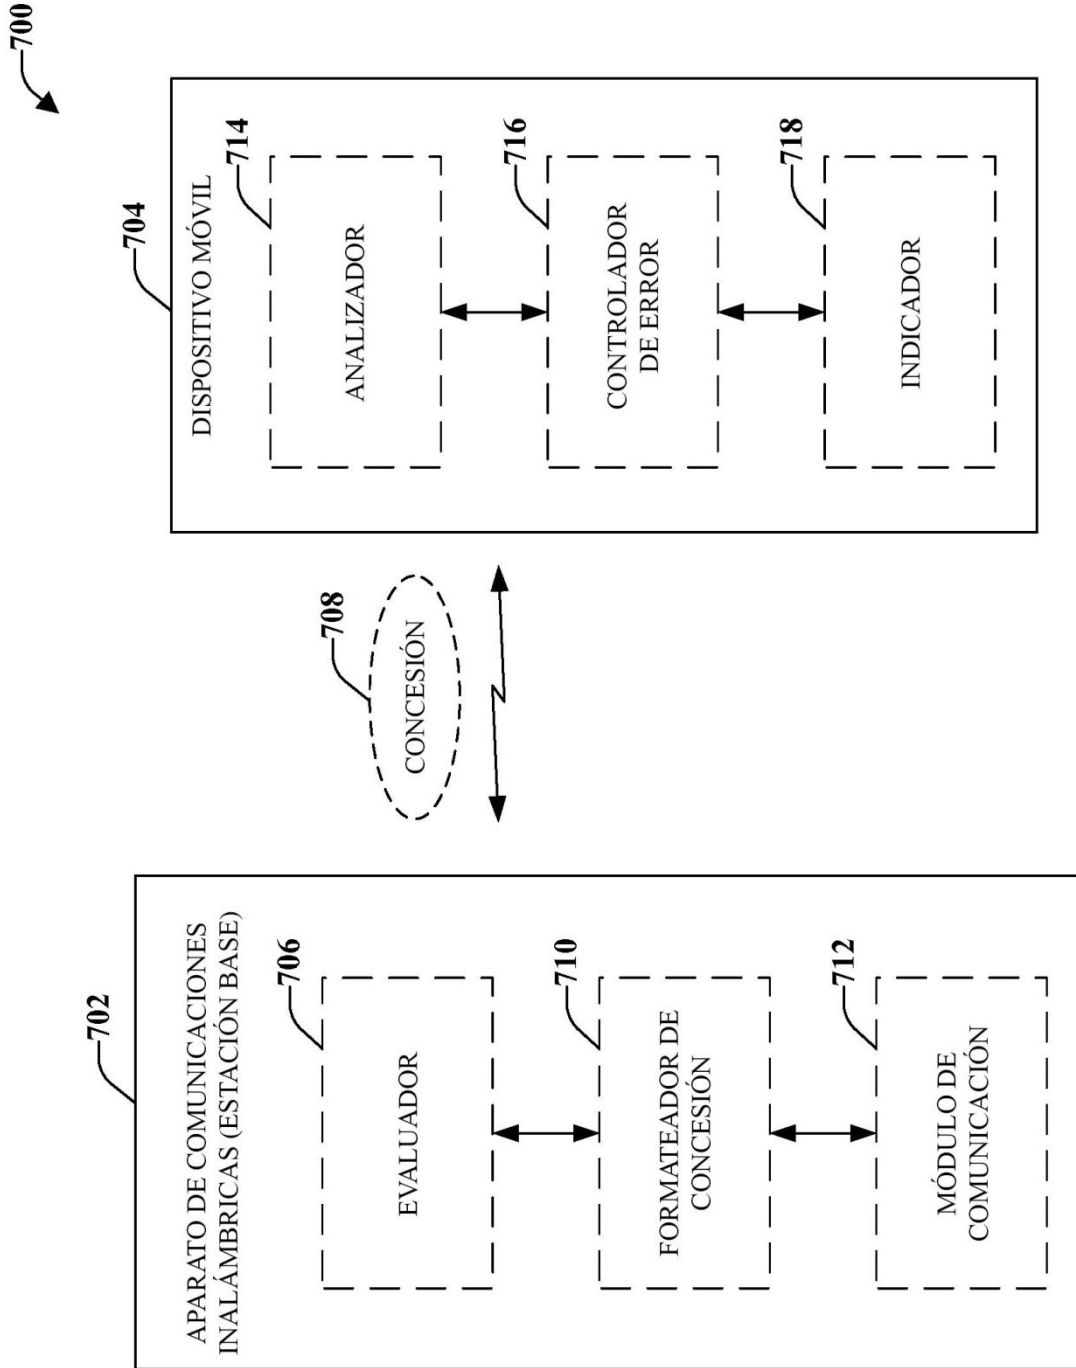 700
702
APARATO DE COMUNICACIONES
INALÁMBRICAS (ESTACIÓN BASE)
706
EVALUADOR
710
FORMATEADOR DE
CONCESIÓN
712
MÓDULO DE
COMUNICACIÓN
708
CONCESIÓN
704
DISPOSITIVO MÓVIL
714
ANALIZADOR
716
CONTROLADOR
DE ERROR
718
INDICADOR